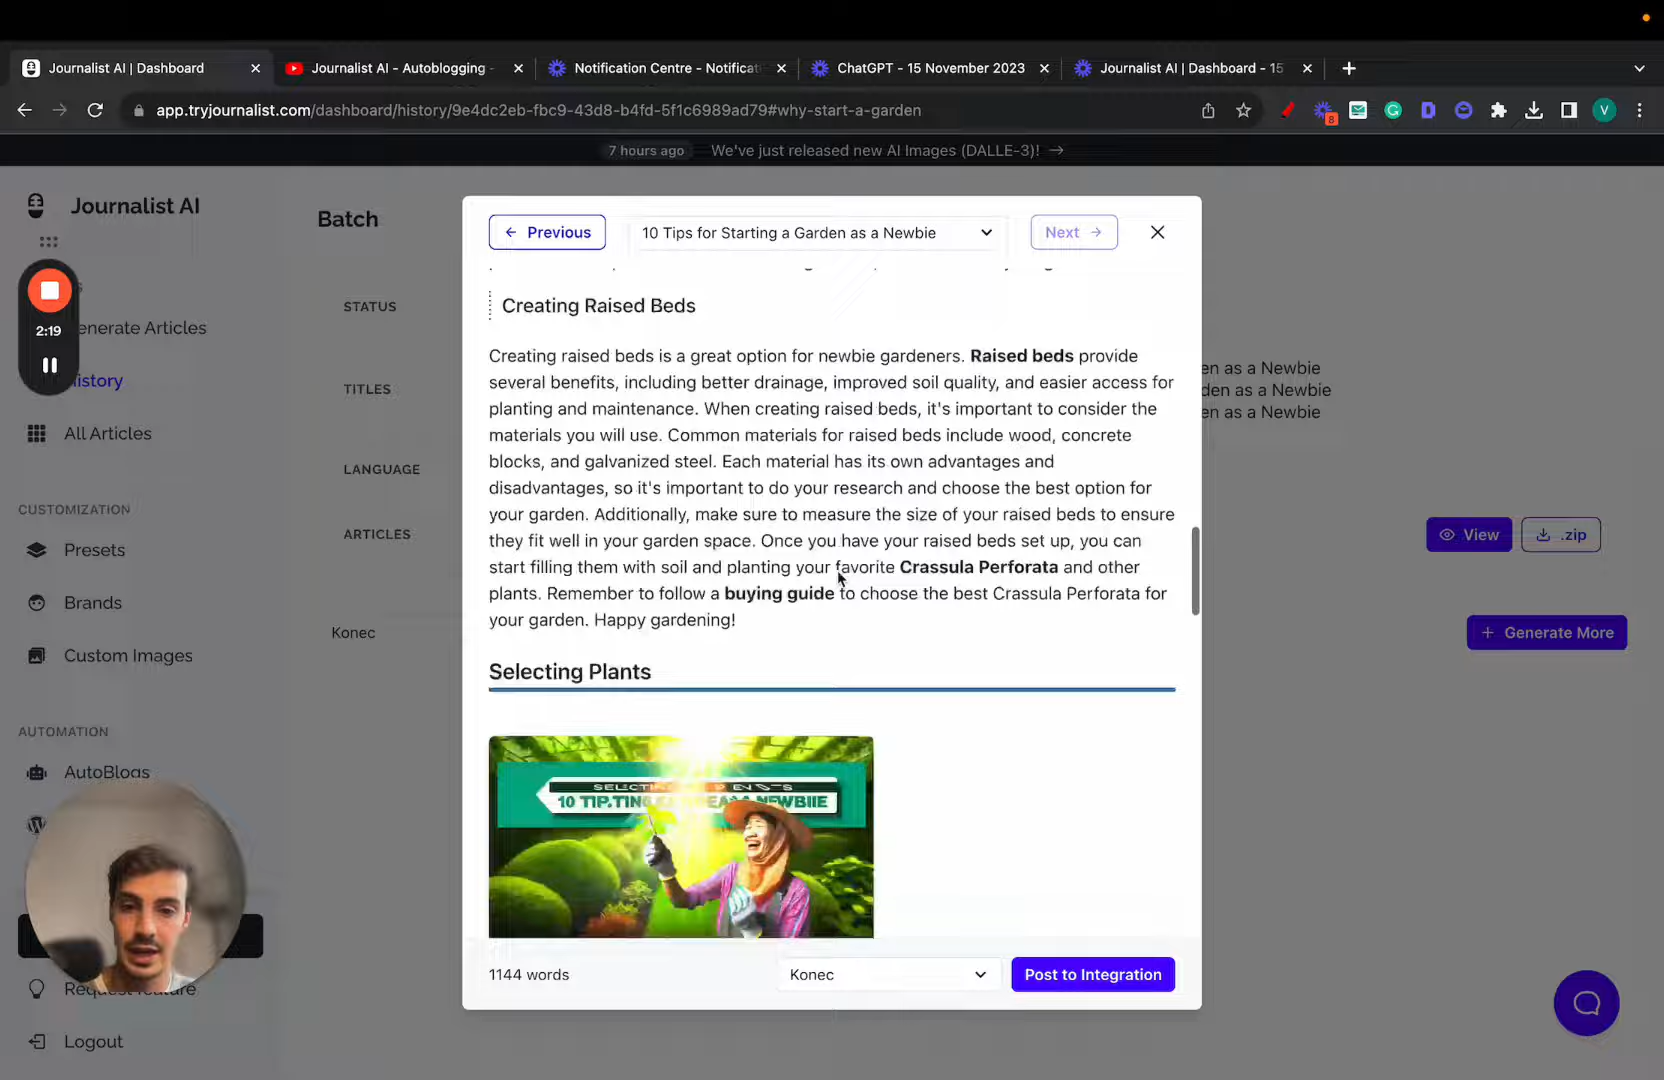 Journalist AI | Dashboard
Journalist AI - Autoblogging -
Notification Centre - Notificat
ChatGPT - 15 November 2023
Journalist AI | Dashboard - 15
app.tryjournalist.com/dashboard/history/9e4dc2eb-fbc9-43d8-b4fd-5f1c6989ad79#why-start-a-garden
8
V
7 hours ago We've just released new AI Images (DALLE-3)! →
Journalist AI
2:19
enerate Articles
istory
All Articles
CUSTOMIZATION
Presets
Brands
Custom Images
AUTOMATION
AutoBlogs
Request feature
Logout
Batch
STATUS
TITLES
LANGUAGE
ARTICLES
Konec
en as a Newbie
den as a Newbie
en as a Newbie
View
.zip
+ Generate More
← Previous
10 Tips for Starting a Garden as a Newbie
Next →
Creating Raised Beds
Creating raised beds is a great option for newbie gardeners. Raised beds provide
several benefits, including better drainage, improved soil quality, and easier access for
planting and maintenance. When creating raised beds, it's important to consider the
materials you will use. Common materials for raised beds include wood, concrete
blocks, and galvanized steel. Each material has its own advantages and
disadvantages, so it's important to do your research and choose the best option for
your garden. Additionally, make sure to measure the size of your raised beds to ensure
they fit well in your garden space. Once you have your raised beds set up, you can
start filling them with soil and planting your favorite Crassula Perforata and other
plants. Remember to follow a buying guide to choose the best Crassula Perforata for
your garden. Happy gardening!
Selecting Plants
1144 words
Konec
Post to Integration